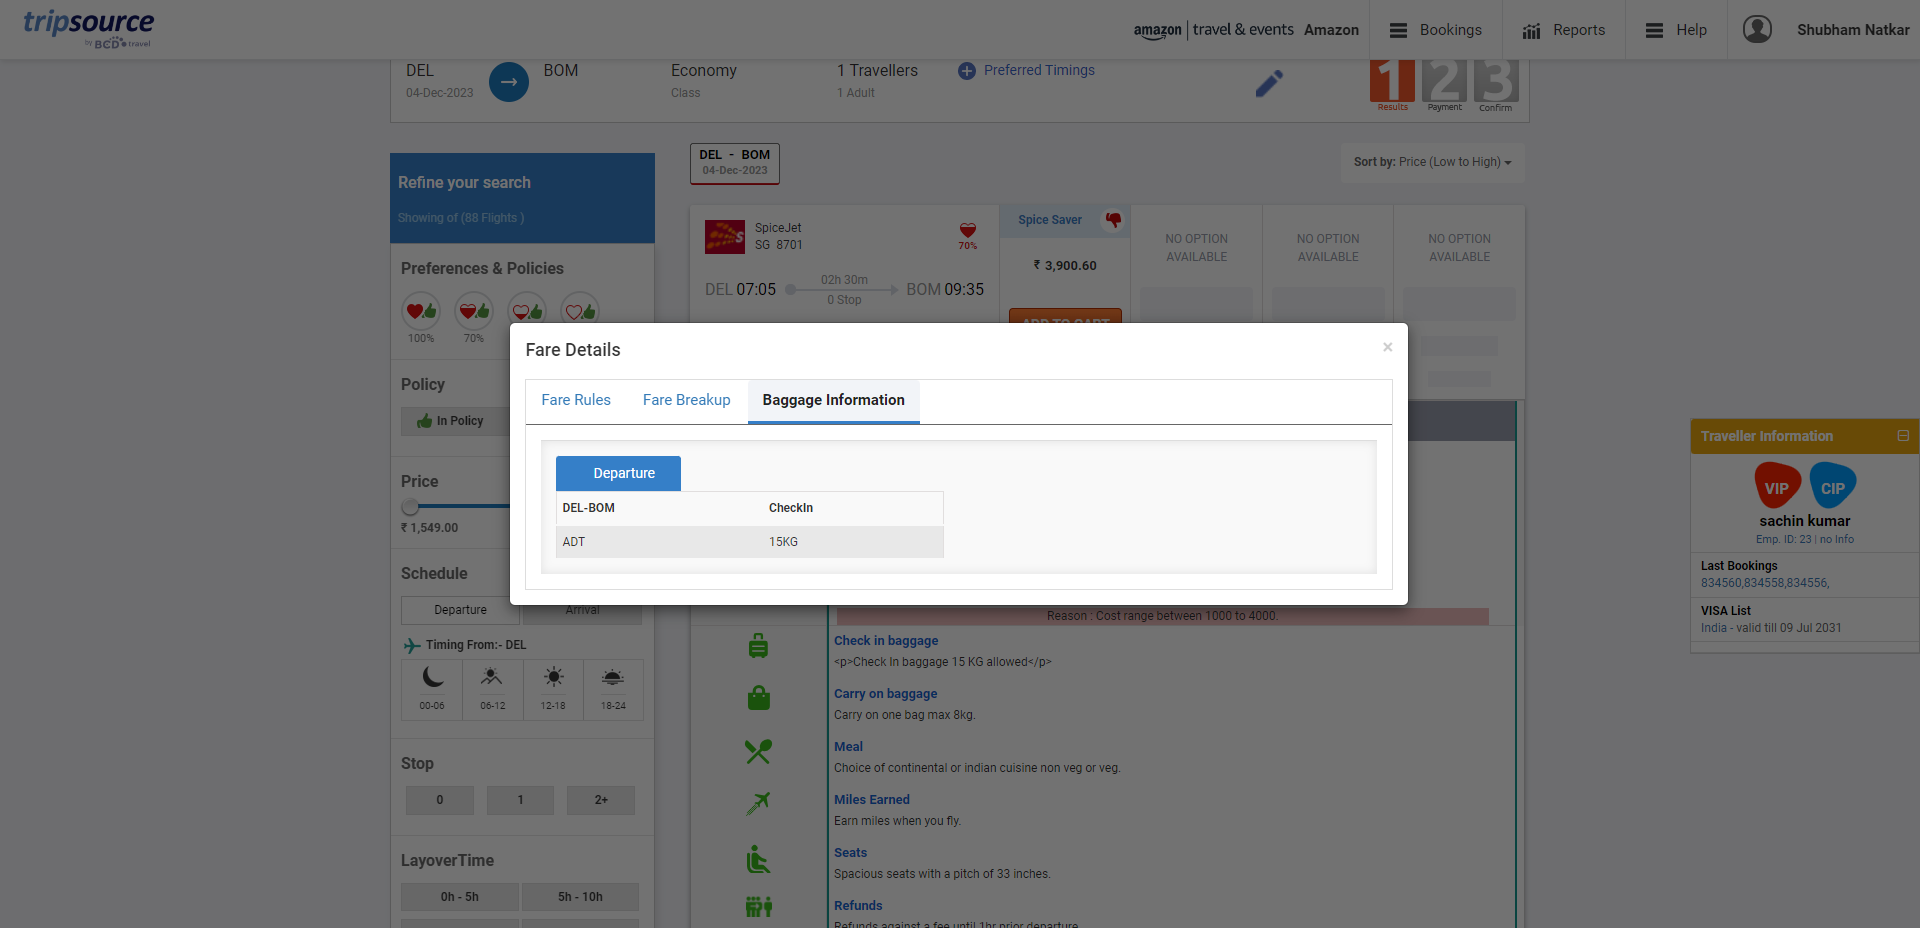 tripsource
by BCD travel
amazon | travel & events Amazon
Bookings
Reports
Help
Shubham Natkar
DEL
04-Dec-2023
BOM
Economy
Class
1 Travellers
1 Adult
Preferred Timings
1 2 3
Results Payment Confirm
Refine your search
Showing of (88 Flights )
Preferences & Policies
100%
70%
Policy
In Policy
Price
₹ 1,549.00
Schedule
Departure
Arrival
Timing From:- DEL
00-06 06-12 12-18 18-24
Stop
0 1 2+
LayoverTime
0h - 5h 5h - 10h
DEL - BOM
04-Dec-2023
Sort by: Price (Low to High)
SpiceJet
SG 8701
70%
DEL 07:05
02h 30m
0 Stop
BOM 09:35
Spice Saver
₹ 3,900.60
ADD TO CART
NO OPTION
AVAILABLE
NO OPTION
AVAILABLE
NO OPTION
AVAILABLE
Fare Details
×
Fare Rules Fare Breakup Baggage Information
Departure
DEL-BOM CheckIn
ADT 15KG
Reason : Cost range between 1000 to 4000.
Check in baggage
<p>Check In baggage 15 KG allowed</p>
Carry on baggage
Carry on one bag max 8kg.
Meal
Choice of continental or indian cuisine non veg or veg.
Miles Earned
Earn miles when you fly.
Seats
Spacious seats with a pitch of 33 inches.
Refunds
Refunds against a fee until 1hr prior departure
Traveller Information
VIP CIP
sachin kumar
Emp. ID: 23 | no Info
Last Bookings
834560,834558,834556,
VISA List
India - valid till 09 Jul 2031